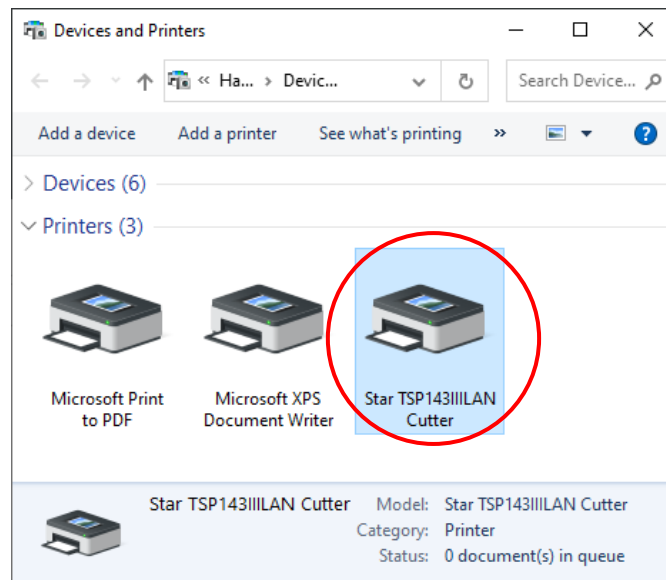 Devices and Printers
« Ha... › Devic...
Search Device...
Add a device Add a printer See what's printing »
?
Devices (6)
Printers (3)
Microsoft Print
to PDF
Microsoft XPS
Document Writer
Star TSP143IIILAN
Cutter
Star TSP143IIILAN Cutter Model: Star TSP143IIILAN Cutter
Category: Printer
Status: 0 document(s) in queue